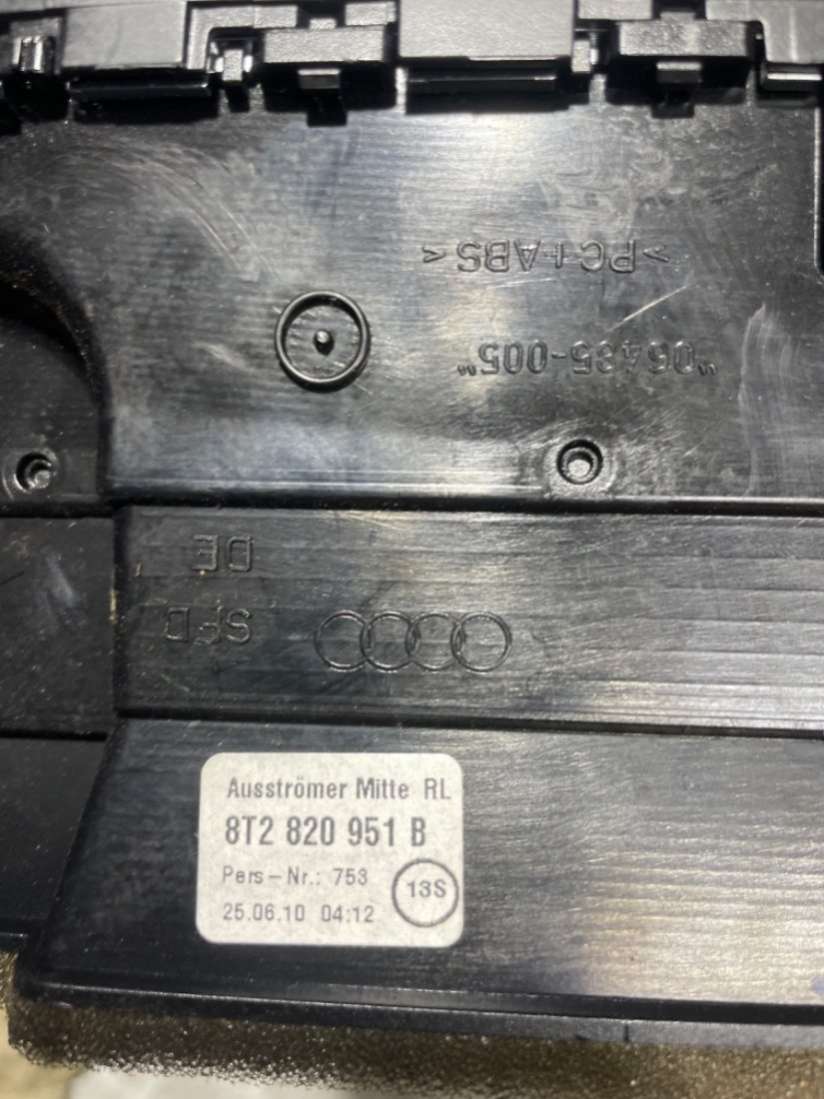 >PC+ABS<
"06435-005"
DE
SFD
Ausströmer Mitte RL
8T2 820 951 B
Pers-Nr.: 753
13S
25.06.10 04:12